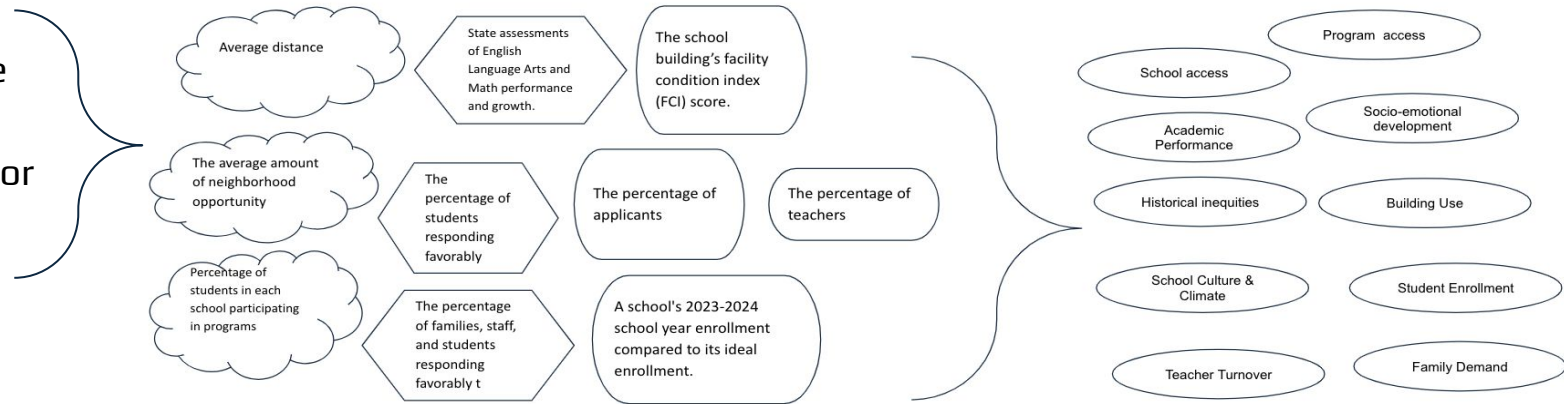 e
or
Average distance
State assessments
of English
Language Arts and
Math performance
and growth.
The school
building’s facility
condition index
(FCI) score.
The average amount
of neighborhood
opportunity
The
percentage of
students
responding
favorably
The percentage of
applicants
The percentage of
teachers
Percentage of
students in each
school participating
in programs
The percentage
of families, staff,
and students
responding
favorably t
A school's 2023-2024
school year enrollment
compared to its ideal
enrollment.
Program access
School access
Socio-emotional
development
Academic
Performance
Historical inequities
Building Use
School Culture &
Climate
Student Enrollment
Teacher Turnover
Family Demand